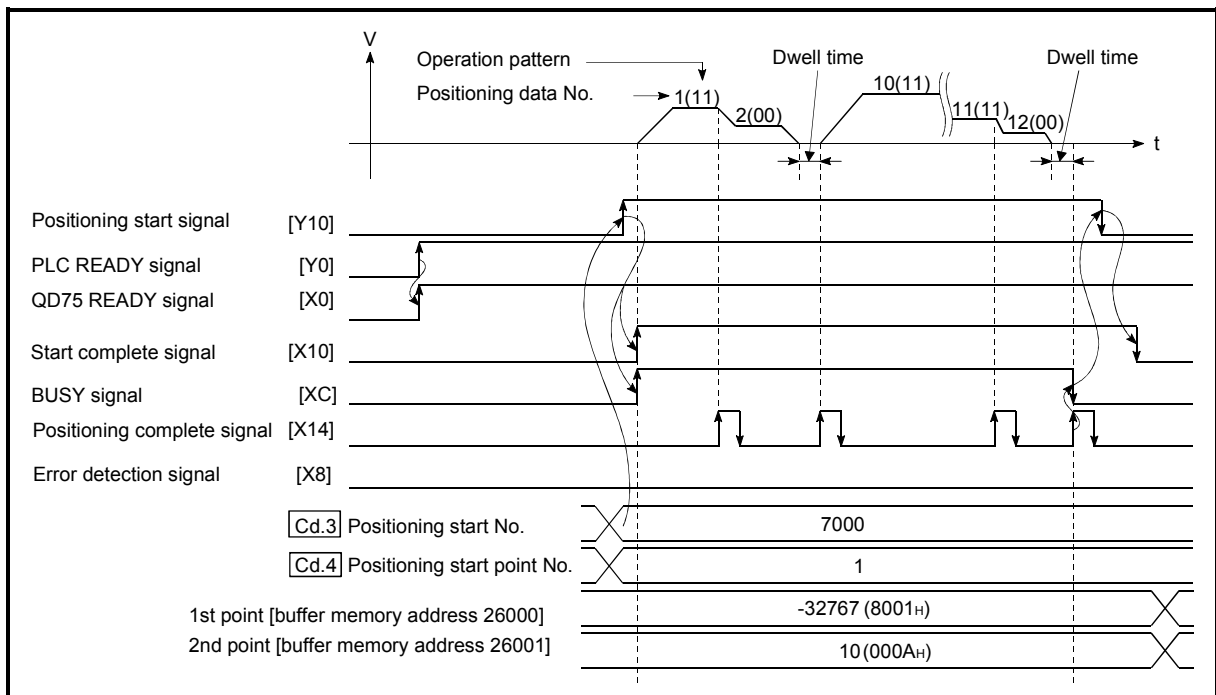 V
Operation pattern
Dwell time
Dwell time
Positioning data No.
1(11)
2(00)
10(11)
11(11)
12(00)
t
Positioning start signal [Y10]
PLC READY signal [Y0]
QD75 READY signal [X0]
Start complete signal [X10]
BUSY signal [XC]
Positioning complete signal [X14]
Error detection signal [X8]
Cd.3 Positioning start No. 7000
Cd.4 Positioning start point No. 1
1st point [buffer memory address 26000] -32767 (8001H)
2nd point [buffer memory address 26001] 10(000AH)